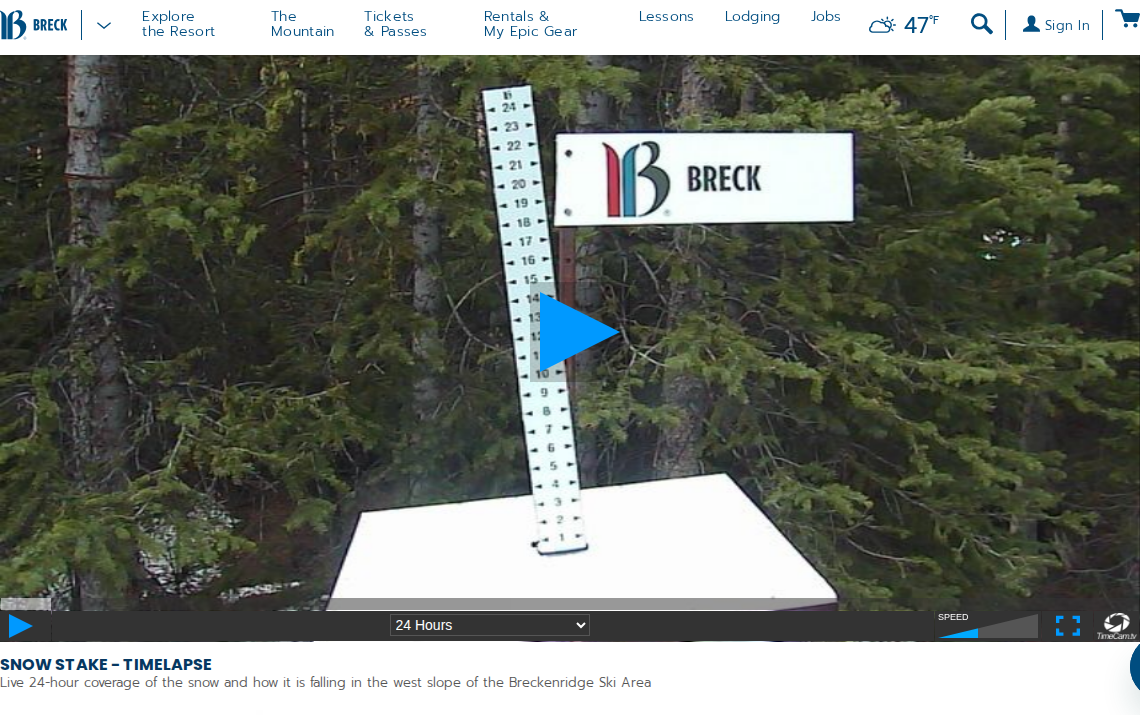 BRECK
Explore
the Resort
The
Mountain
Tickets
& Passes
Rentals &
My Epic Gear
Lessons
Lodging
Jobs
47°F
Sign In
24
23
22
21
20
19
18
17
16
15
14
13
10
9
8
7
6
5
4
3
2
1
B BRECK
24 Hours
SPEED
TimeCam.tv
SNOW STAKE - TIMELAPSE
Live 24-hour coverage of the snow and how it is falling in the west slope of the Breckenridge Ski Area